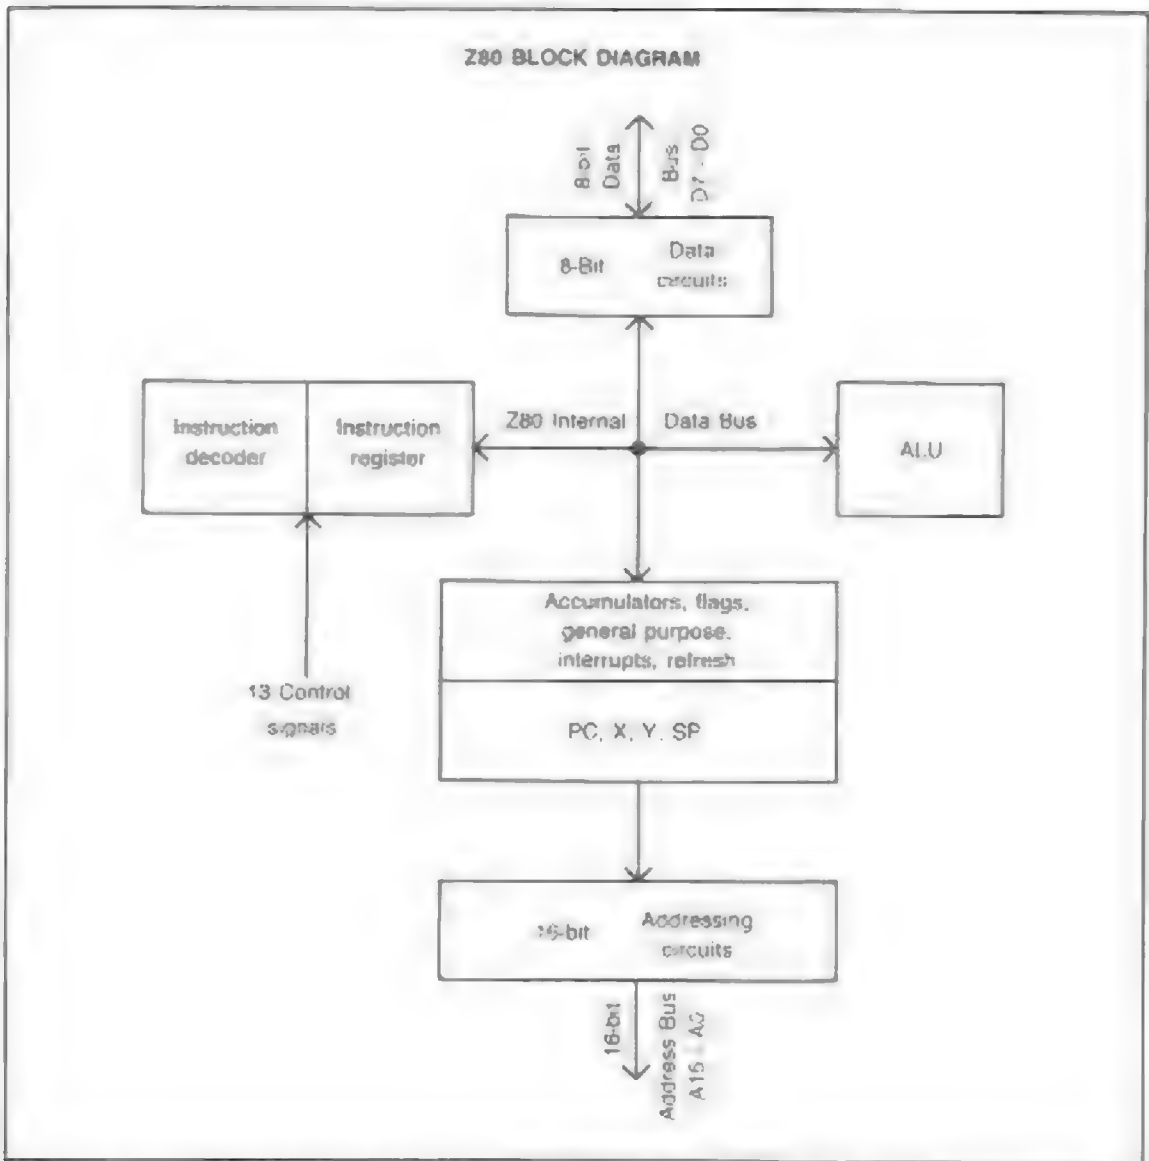 Z80 BLOCK DIAGRAM
8-bit Data
Bus D7 - D0
8-Bit
Data circuits
Instruction
decoder
Instruction
register
Z80 Internal
Data Bus
ALU
Accumulators, flags,
general purpose,
interrupts, refresh
13 Control
signals
PC, X, Y, SP
16-bit
Addressing
circuits
16-bit
Address Bus
A15 - A0